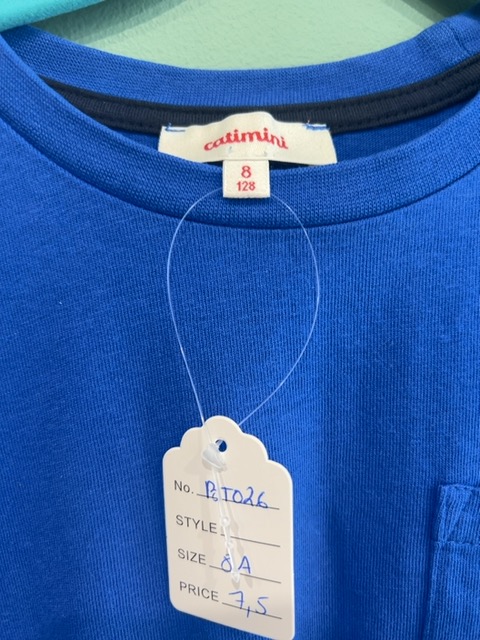 catimini
8
128
No. BT026
STYLE
SIZE 8A
PRICE 7,5